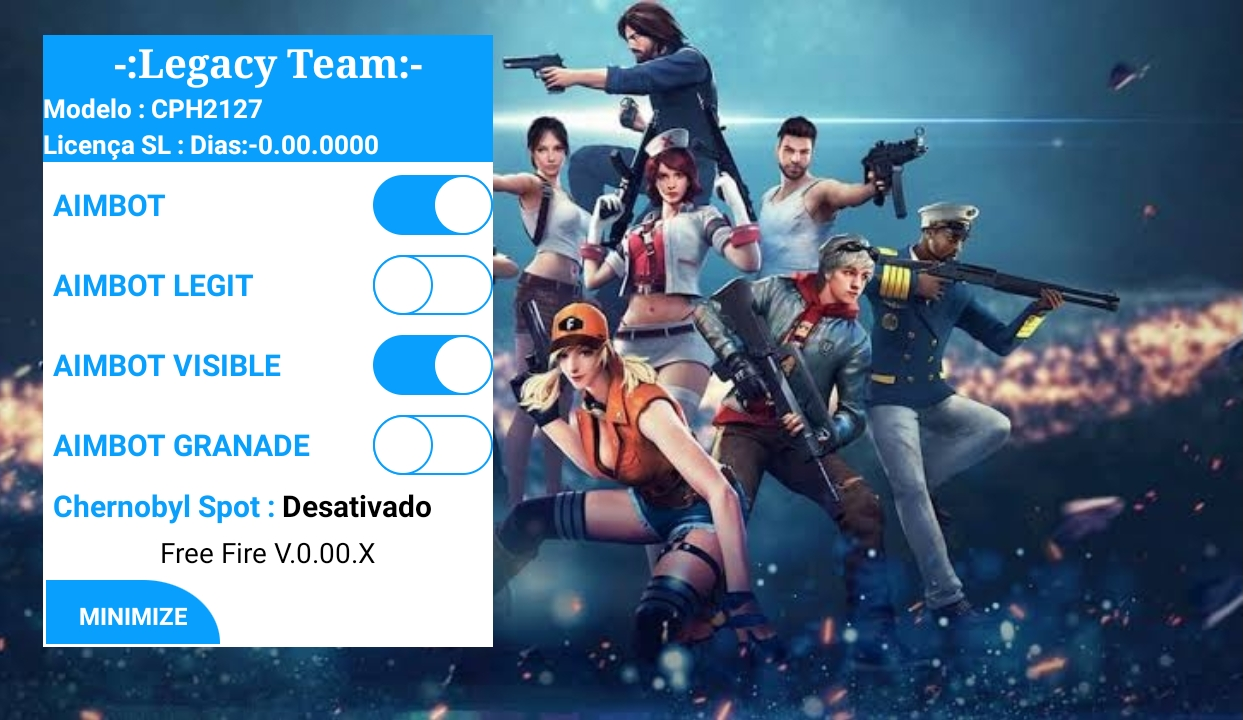 -:Legacy Team:-
Modelo : CPH2127
Licença SL : Dias:-0.00.0000
AIMBOT
AIMBOT LEGIT
AIMBOT VISIBLE
AIMBOT GRANADE
Chernobyl Spot : Desativado
Free Fire V.0.00.X
MINIMIZE
F